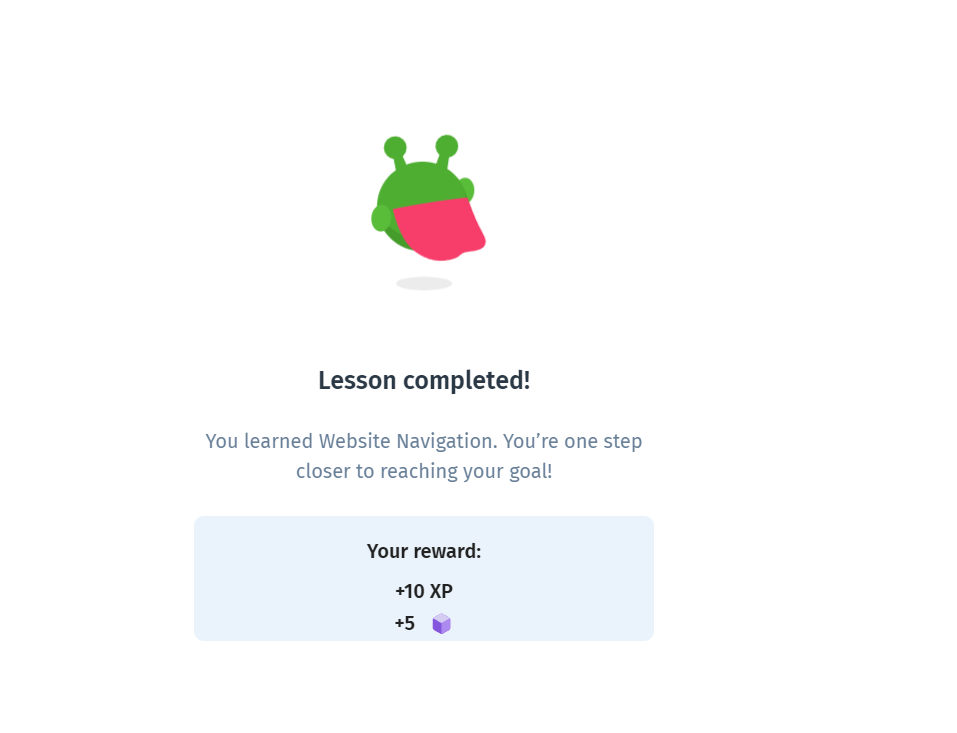 Lesson completed!
You learned Website Navigation. You’re one step
closer to reaching your goal!
Your reward:
+10 XP
+5